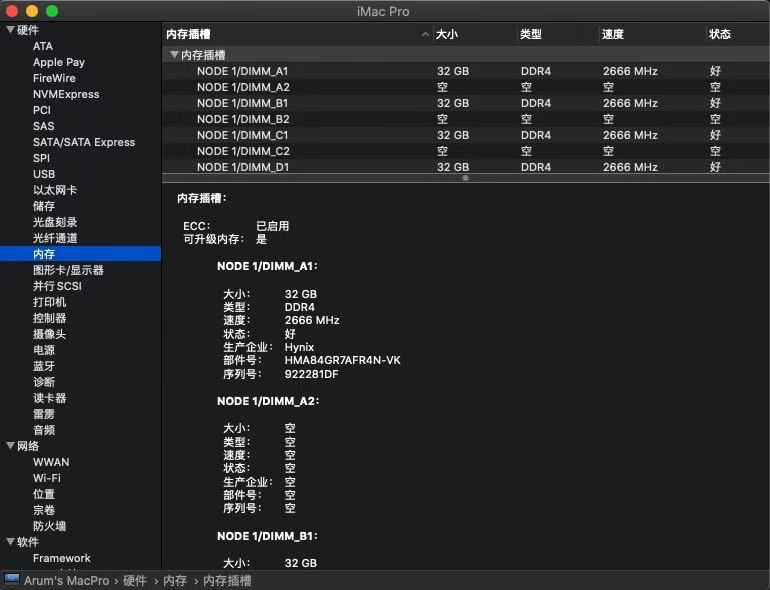 iMac Pro
硬件
ATA
Apple Pay
FireWire
NVMExpress
PCI
SAS
SATA/SATA Express
SPI
USB
以太网卡
储存
光盘刻录
光纤通道
内存
图形卡/显示器
并行 SCSI
打印机
控制器
摄像头
电源
蓝牙
诊断
读卡器
雷雳
音频
网络
WWAN
Wi-Fi
位置
宗卷
防火墙
软件
Framework
内存插槽 大小 类型 速度 状态
内存插槽
NODE 1/DIMM_A1 32 GB DDR4 2666 MHz 好
NODE 1/DIMM_A2 空 空 空 空
NODE 1/DIMM_B1 32 GB DDR4 2666 MHz 好
NODE 1/DIMM_B2 空 空 空 空
NODE 1/DIMM_C1 32 GB DDR4 2666 MHz 好
NODE 1/DIMM_C2 空 空 空 空
NODE 1/DIMM_D1 32 GB DDR4 2666 MHz 好
内存插槽：
ECC： 已启用
可升级内存： 是
NODE 1/DIMM_A1：
大小： 32 GB
类型： DDR4
速度： 2666 MHz
状态： 好
生产企业： Hynix
部件号： HMA84GR7AFR4N-VK
序列号： 922281DF
NODE 1/DIMM_A2：
大小： 空
类型： 空
速度： 空
状态： 空
生产企业： 空
部件号： 空
序列号： 空
NODE 1/DIMM_B1：
大小： 32 GB
Arum's MacPro › 硬件 › 内存 › 内存插槽